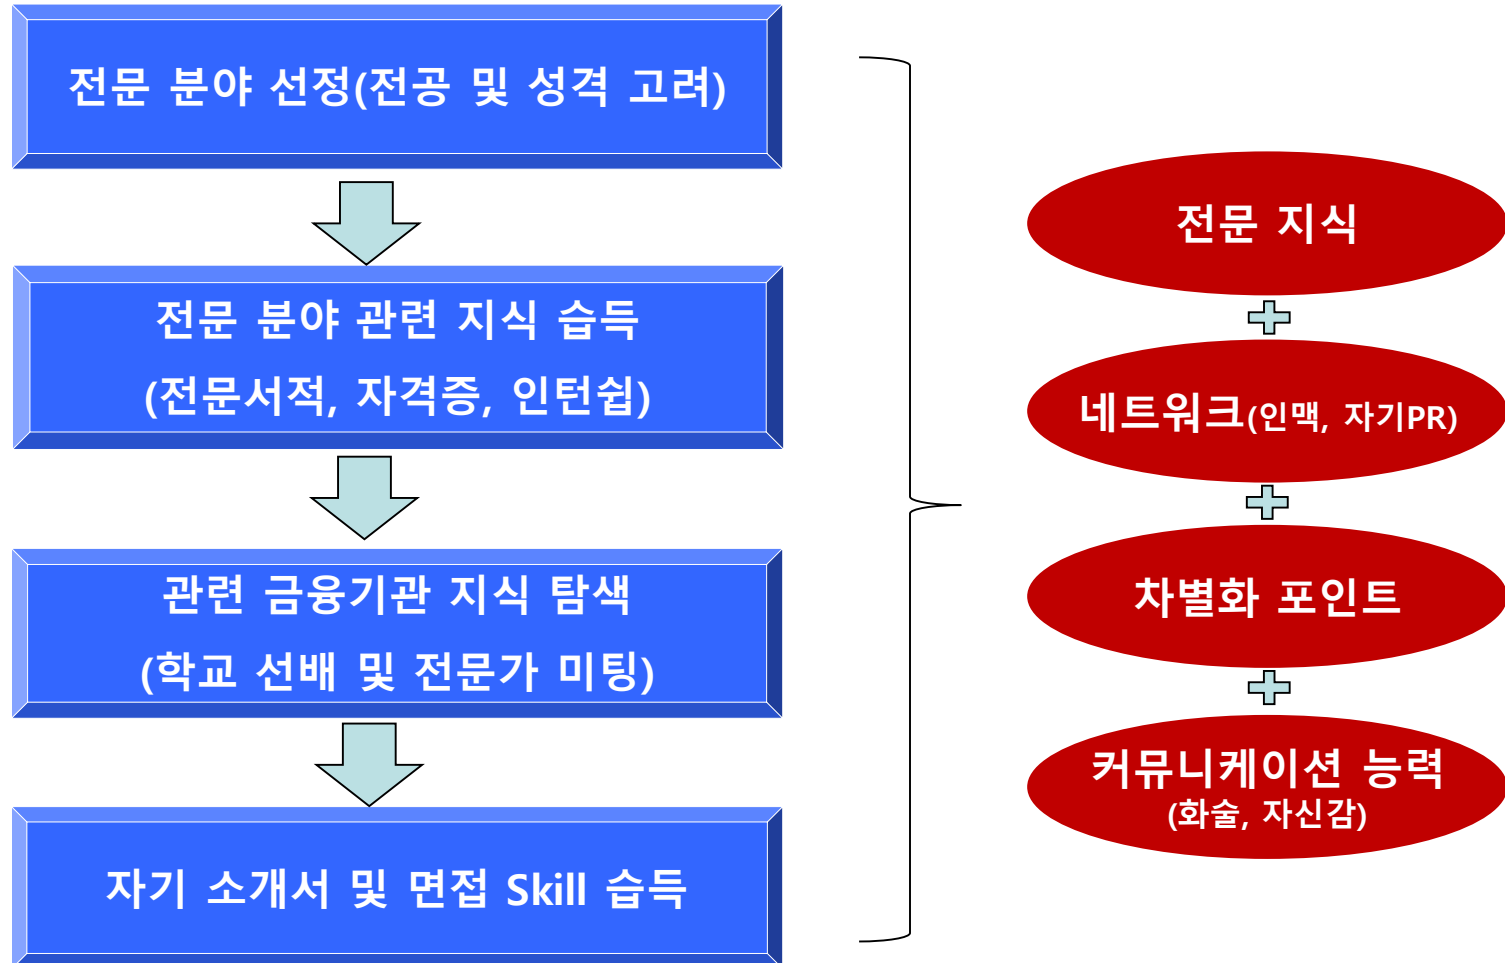 전문 분야 선정(전공 및 성격 고려)
전문 분야 관련 지식 습득
(전문서적, 자격증, 인턴쉽)
관련 금융기관 지식 탐색
(학교 선배 및 전문가 미팅)
자기 소개서 및 면접 Skill 습득
전문 지식
네트워크(인맥, 자기PR)
차별화 포인트
커뮤니케이션 능력
(화술, 자신감)